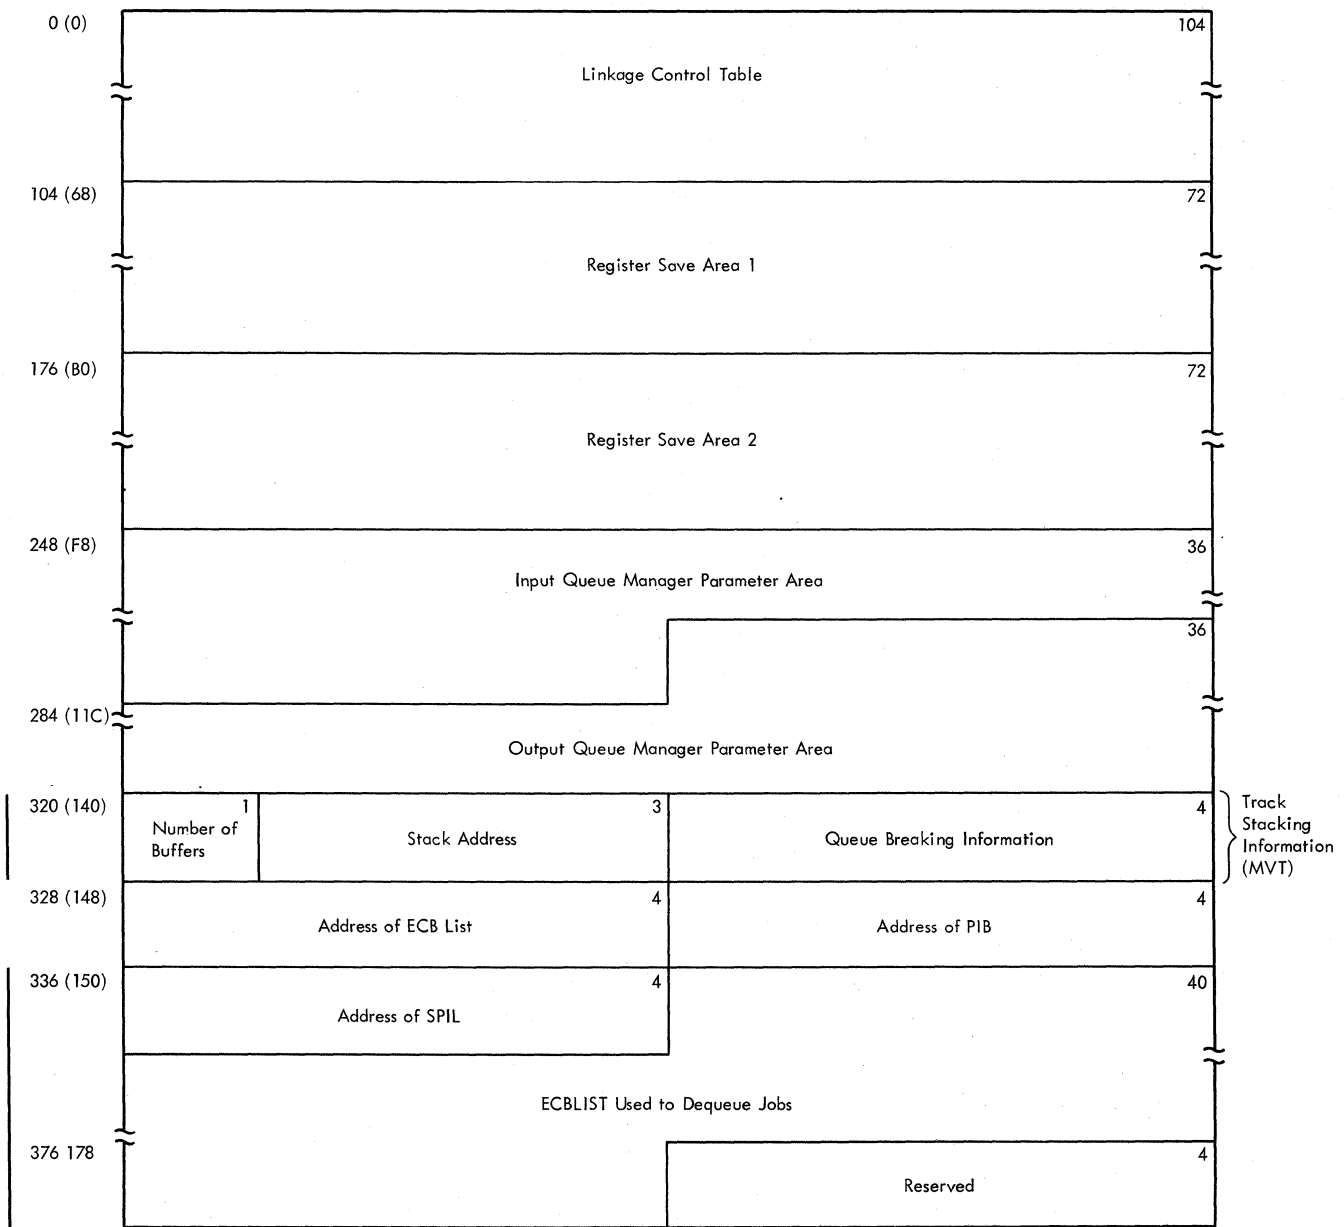 0 (0)
104
Linkage Control Table
104 (68)
72
Register Save Area 1
176 (B0)
72
Register Save Area 2
248 (F8)
36
Input Queue Manager Parameter Area
36
284 (11C)
Output Queue Manager Parameter Area
320 (140)
1
Number of
Buffers
3
Stack Address
4
Queue Breaking Information
Track
Stacking
Information
(MVT)
328 (148)
4
Address of ECB List
4
Address of PIB
336 (150)
4
Address of SPIL
40
ECBLIST Used to Dequeue Jobs
376 178
4
Reserved